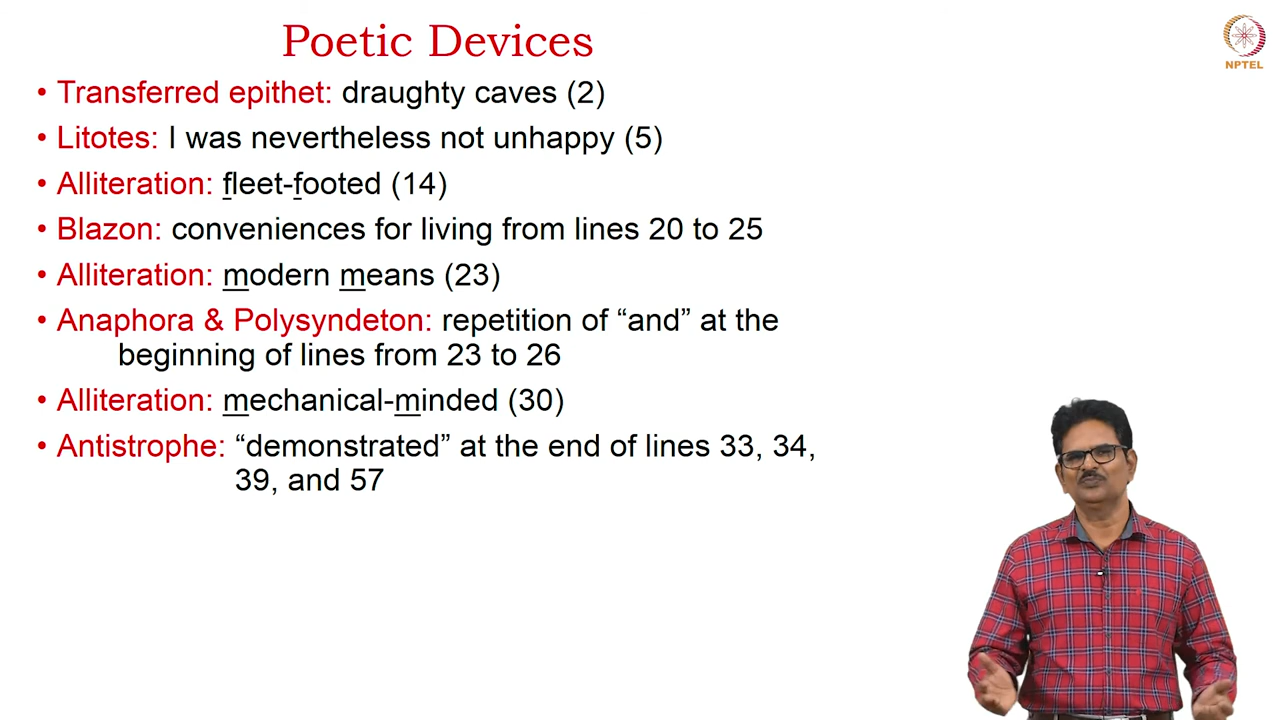 Poetic Devices
NPTEL
• Transferred epithet: draughty caves (2)
• Litotes: I was nevertheless not unhappy (5)
• Alliteration: fleet-footed (14)
• Blazon: conveniences for living from lines 20 to 25
• Alliteration: modern means (23)
• Anaphora & Polysyndeton: repetition of “and” at the
beginning of lines from 23 to 26
• Alliteration: mechanical-minded (30)
• Antistrophe: “demonstrated” at the end of lines 33, 34,
39, and 57